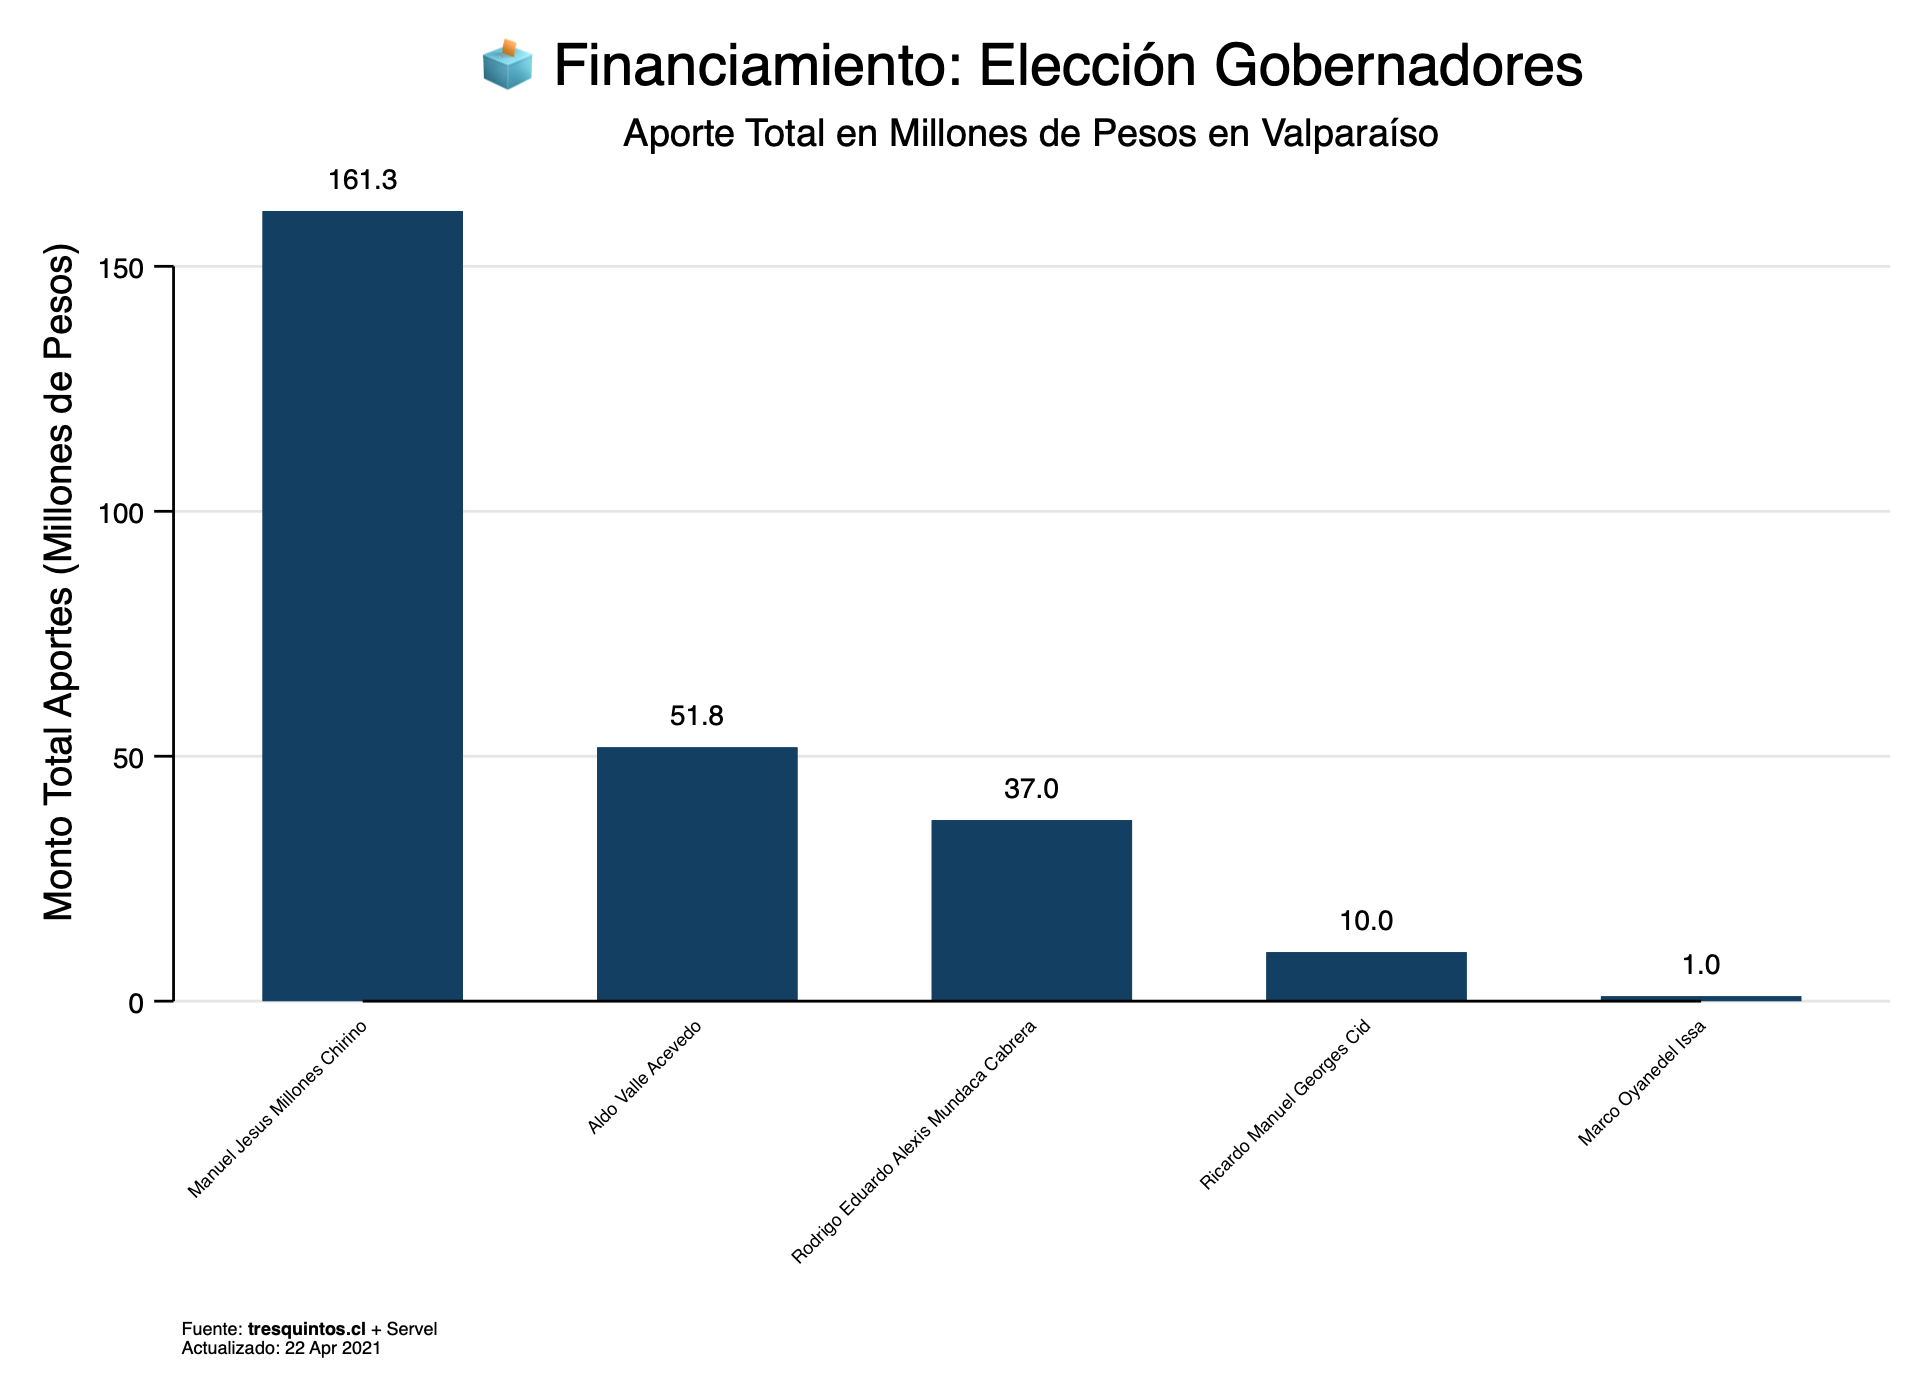 Financiamiento: Elección Gobernadores
Aporte Total en Millones de Pesos en Valparaíso
Monto Total Aportes (Millones de Pesos)
150
100
50
0
161.3
51.8
37.0
10.0
1.0
Manuel Jesus Millones Chirino
Aldo Valle Acevedo
Rodrigo Eduardo Alexis Mundaca Cabrera
Ricardo Manuel Georges Cid
Marco Oyanedel Issa
Fuente: tresquintos.cl + Servel
Actualizado: 22 Apr 2021